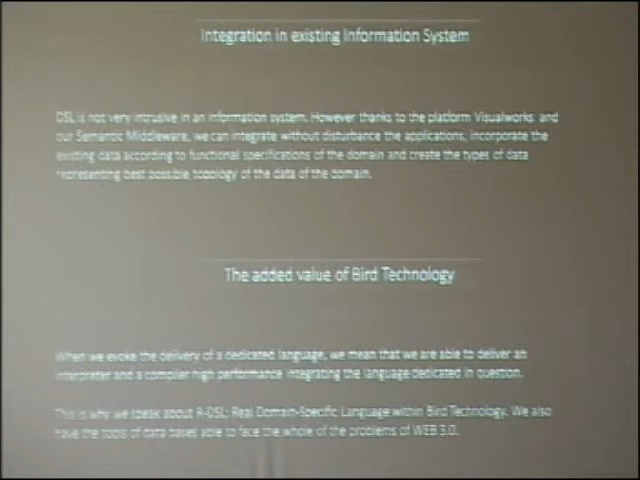 Integration in existing Information System
DSL is not very intrusive in an information system. However thanks to the platform Visualworks and
our Semantic Middleware, we can integrate without disturbance the applications, incorporate the
existing data according to functional specifications of the domain and create the types of data
representing best possible topology of the data of the domain.
The added value of Bird Technology
When we evoke the delivery of a dedicated language, we mean that we are able to deliver an
interpreter and a compiler high performance integrating the language dedicated in question.
This is why we speak about R-DSL: Real Domain-Specific Language within Bird Technology. We also
have the tools of data bases able to face the whole of the problems of WEB 3.0.